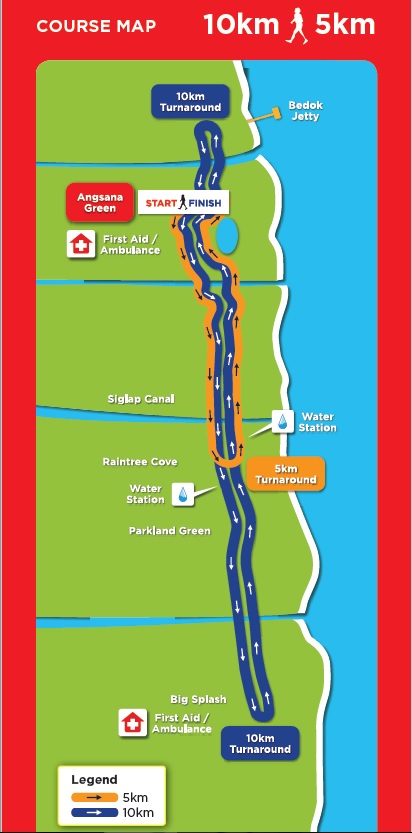 COURSE MAP
10km 5km
10km
Turnaround
Bedok
Jetty
Angsana
Green
START FINISH
First Aid /
Ambulance
Siglap Canal
Water
Station
Raintree Cove
5km
Turnaround
Water
Station
Parkland Green
Big Splash
First Aid /
Ambulance
10km
Turnaround
Legend
5km
10km